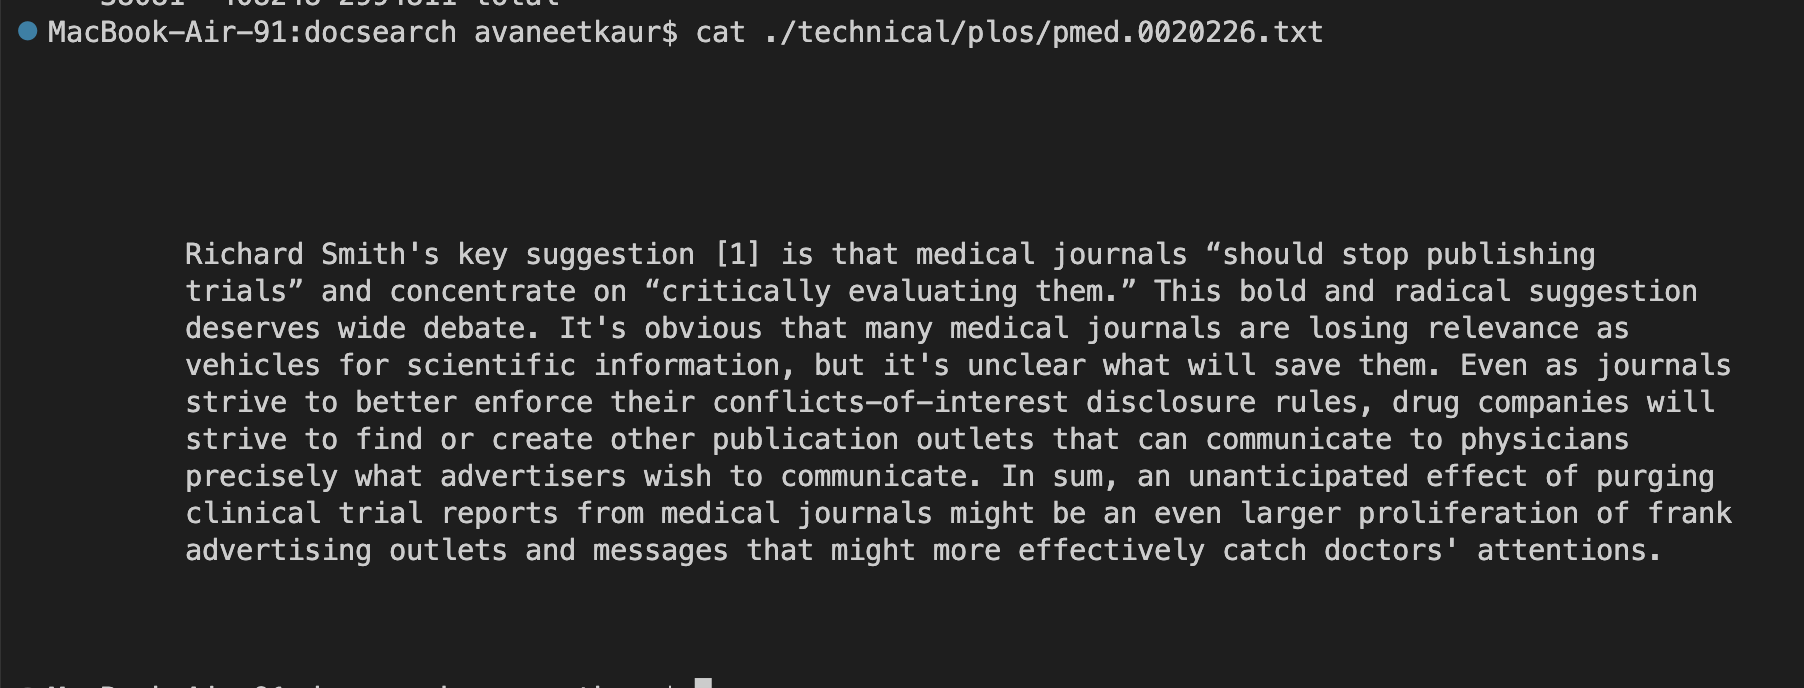 MacBook-Air-91:docsearch avaneetkaur$ cat ./technical/plos/pmed.0020226.txt
Richard Smith's key suggestion [1] is that medical journals “should stop publishing
trials” and concentrate on “critically evaluating them.” This bold and radical suggestion
deserves wide debate. It's obvious that many medical journals are losing relevance as
vehicles for scientific information, but it's unclear what will save them. Even as journals
strive to better enforce their conflicts-of-interest disclosure rules, drug companies will
strive to find or create other publication outlets that can communicate to physicians
precisely what advertisers wish to communicate. In sum, an unanticipated effect of purging
clinical trial reports from medical journals might be an even larger proliferation of frank
advertising outlets and messages that might more effectively catch doctors' attentions.